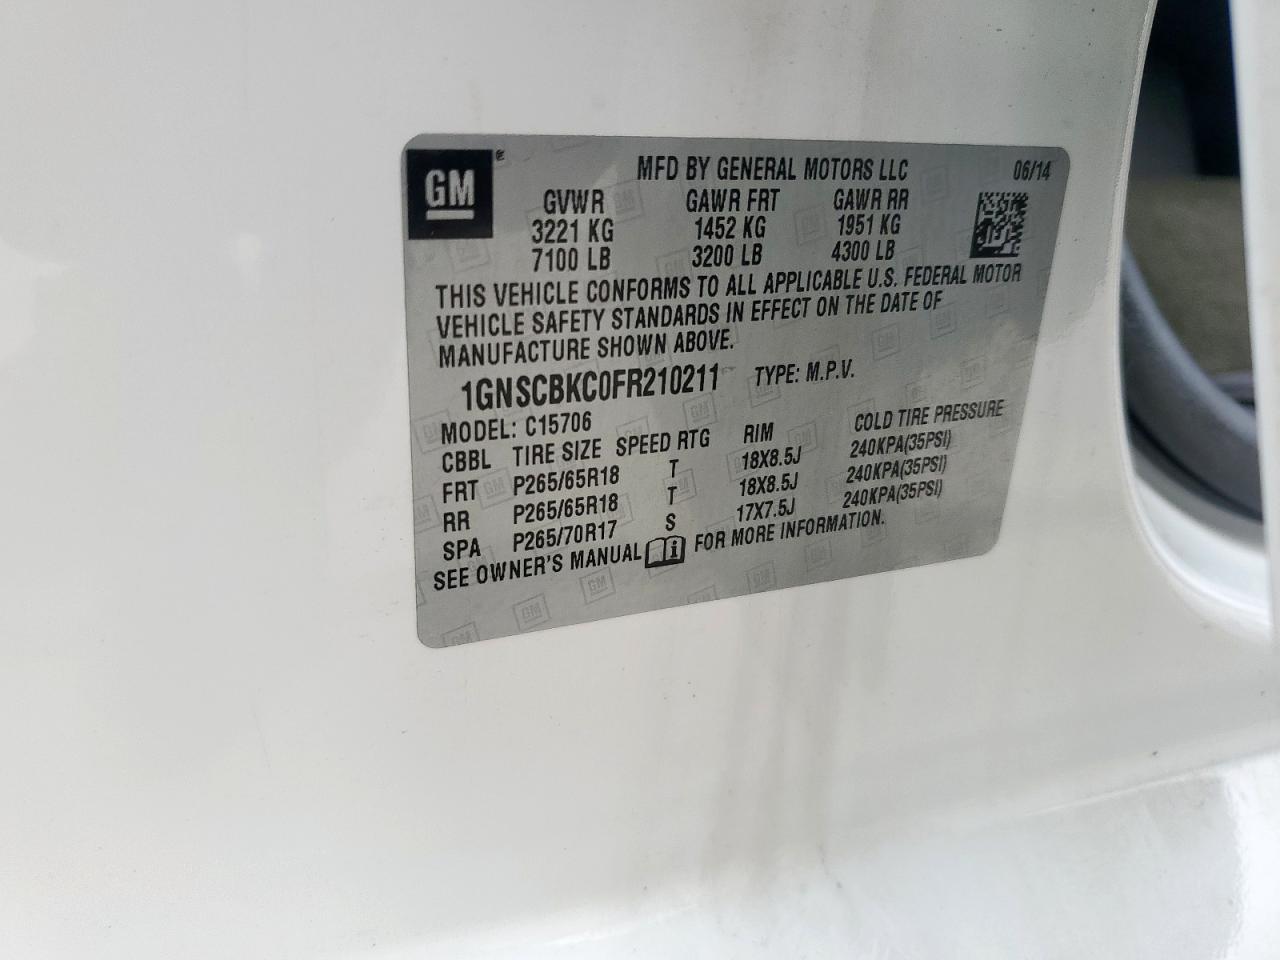 GM
MFD BY GENERAL MOTORS LLC 06/14
GVWR GAWR FRT GAWR RR
3221 KG 1452 KG 1951 KG
7100 LB 3200 LB 4300 LB
THIS VEHICLE CONFORMS TO ALL APPLICABLE U.S. FEDERAL MOTOR
VEHICLE SAFETY STANDARDS IN EFFECT ON THE DATE OF
MANUFACTURE SHOWN ABOVE.
1GNSCBKC0FR210211 TYPE: M.P.V.
MODEL: C15706
CBBL TIRE SIZE SPEED RTG RIM COLD TIRE PRESSURE
FRT P265/65R18 T 18X8.5J 240KPA(35PSI)
RR P265/65R18 T 18X8.5J 240KPA(35PSI)
SPA P265/70R17 S 17X7.5J 240KPA(35PSI)
SEE OWNER'S MANUAL FOR MORE INFORMATION.